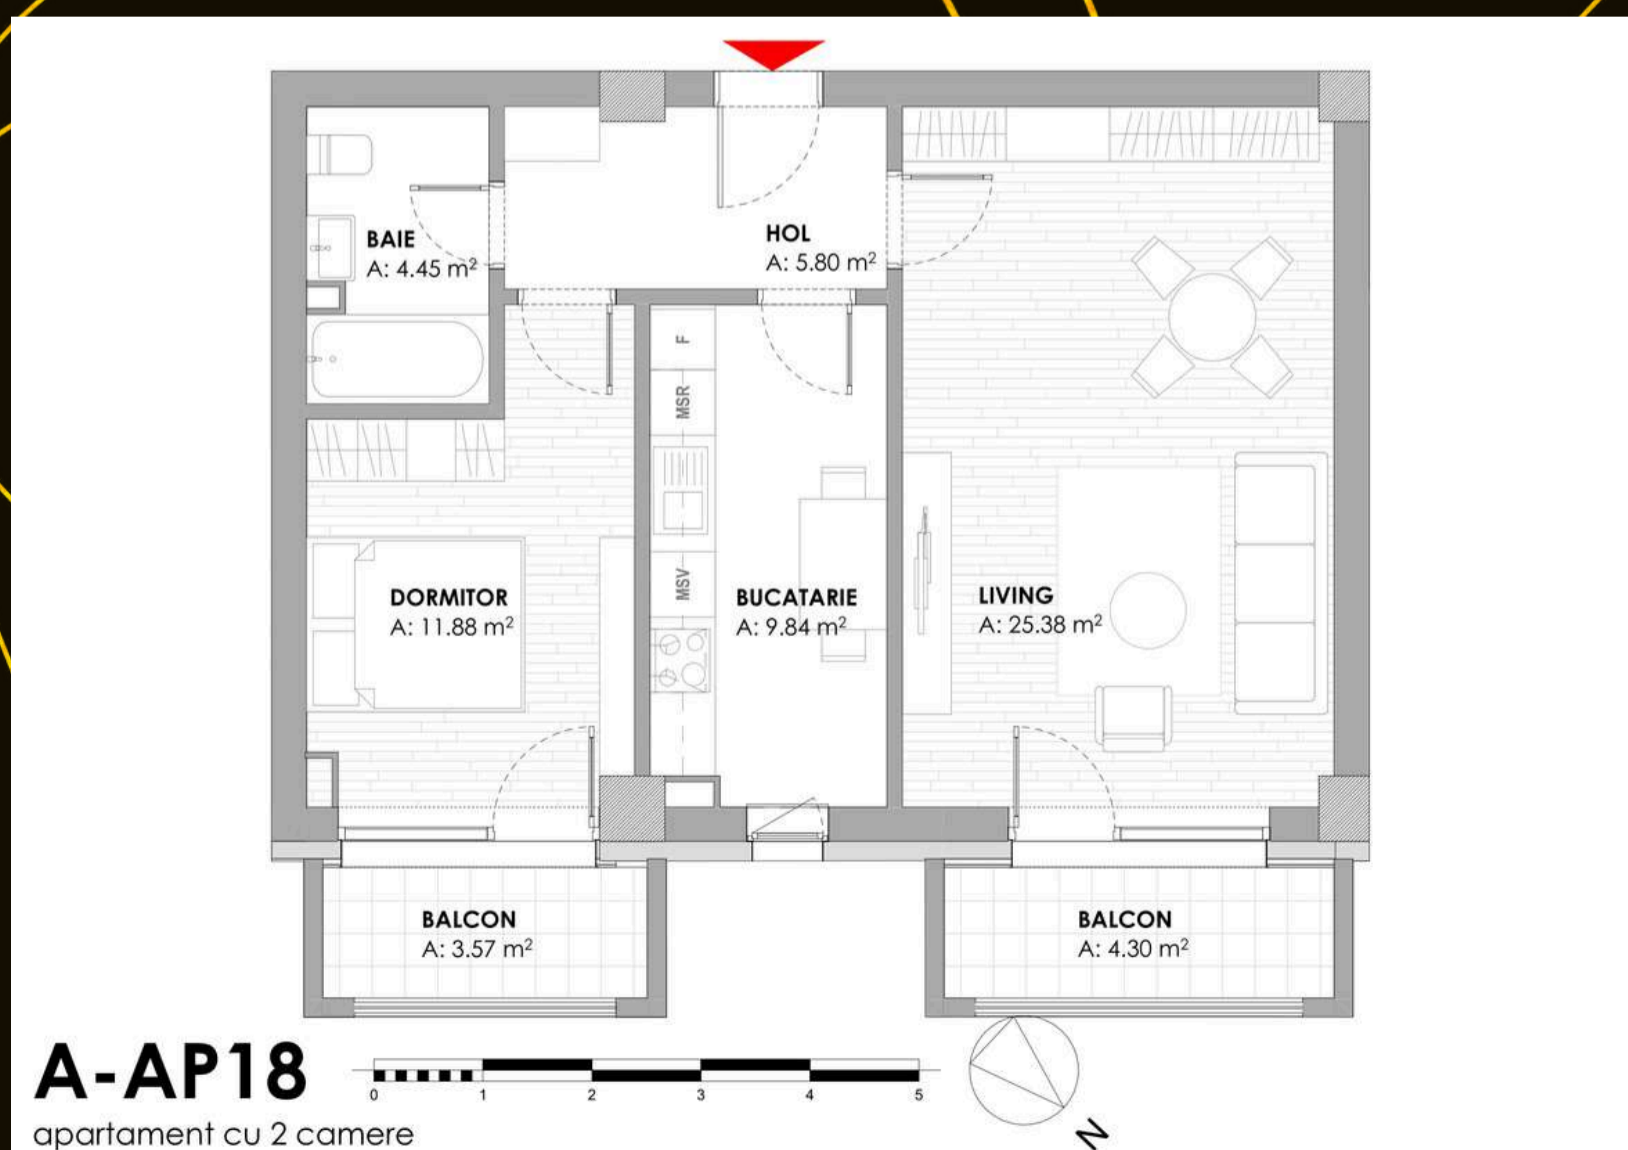 BAIE
A: 4.45 m²
HOL
A: 5.80 m²
F
MSR
MSV
DORMITOR
A: 11.88 m²
BUCATARIE
A: 9.84 m²
LIVING
A: 25.38 m²
BALCON
A: 3.57 m²
BALCON
A: 4.30 m²
A-AP18
0 1 2 3 4 5
N
apartament cu 2 camere